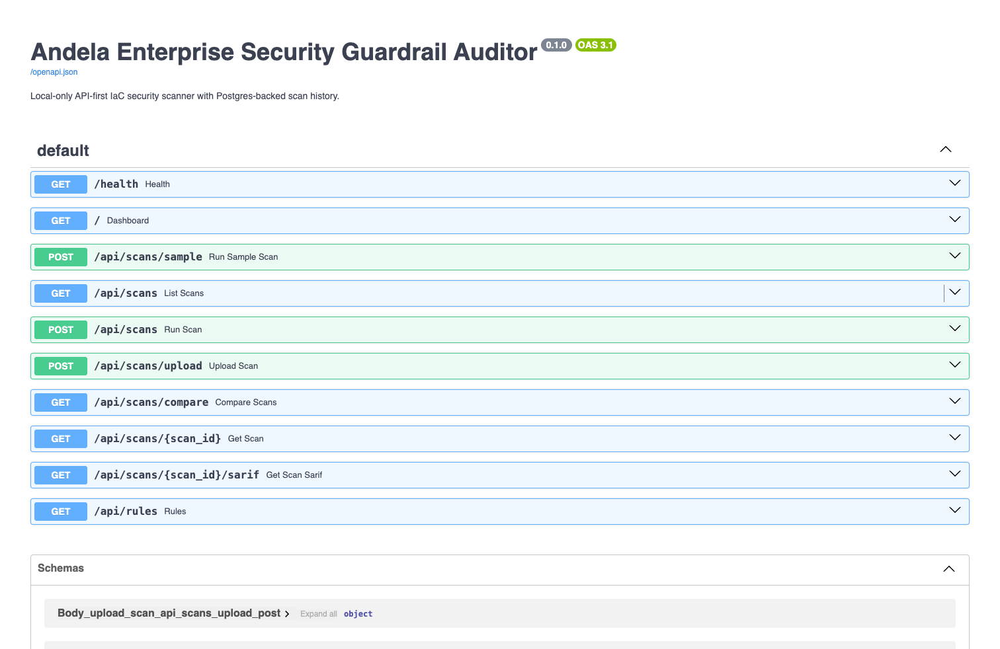 Andela Enterprise Security Guardrail Auditor 0.1.0 OAS 3.1
/openapi.json
Local-only API-first IaC security scanner with Postgres-backed scan history.
default
GET /health Health
GET / Dashboard
POST /api/scans/sample Run Sample Scan
GET /api/scans List Scans
POST /api/scans Run Scan
POST /api/scans/upload Upload Scan
GET /api/scans/compare Compare Scans
GET /api/scans/{scan_id} Get Scan
GET /api/scans/{scan_id}/sarif Get Scan Sarif
GET /api/rules Rules
Schemas
Body_upload_scan_api_scans_upload_post Expand all object